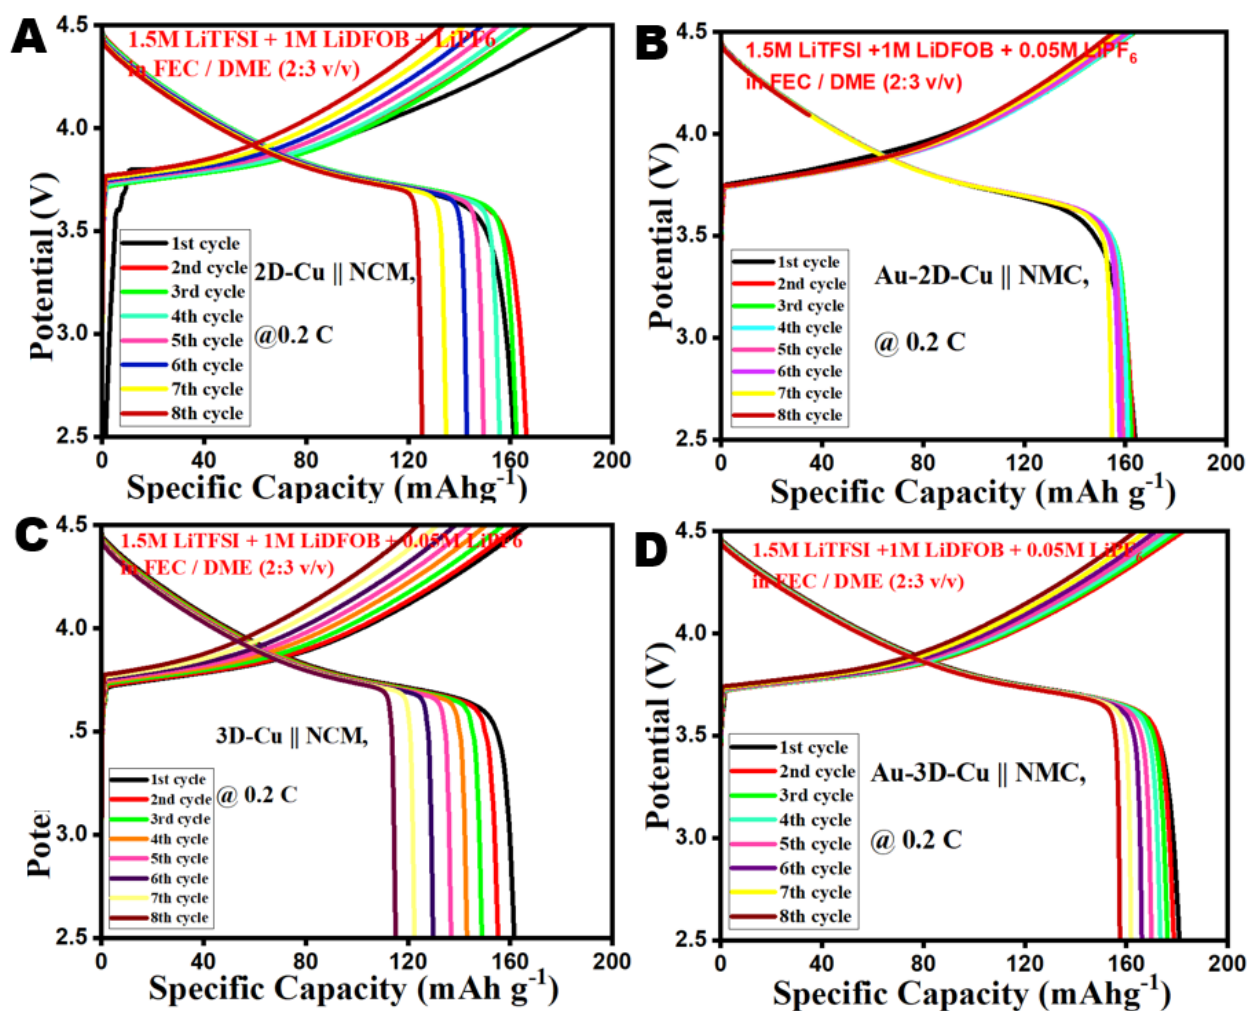 A
1.5M LiTFSI + 1M LiDFOB + LiPF6
in FEC / DME (2:3 v/v)
4.5
4.0
3.5
3.0
2.5
Potential (V)
1st cycle
2nd cycle
3rd cycle
4th cycle
5th cycle
6th cycle
7th cycle
8th cycle
2D-Cu || NCM,
@0.2 C
0 40 80 120 160 200
Specific Capacity (mAhg-1)
B
1.5M LiTFSI +1M LiDFOB + 0.05M LiPF6
in FEC / DME (2:3 v/v)
4.5
4.0
3.5
3.0
2.5
Potential (V)
1st cycle
2nd cycle
3rd cycle
4th cycle
5th cycle
6th cycle
7th cycle
8th cycle
Au-2D-Cu || NMC,
@ 0.2 C
0 40 80 120 160 200
Specific Capacity (mAh g-1)
C
1.5M LiTFSI + 1M LiDFOB + 0.05M LiPF6
in FEC / DME (2:3 v/v)
4.5
4.0
.5
3.0
2.5
Pote
1st cycle
2nd cycle
3rd cycle
4th cycle
5th cycle
6th cycle
7th cycle
8th cycle
3D-Cu || NCM,
@ 0.2 C
0 40 80 120 160 200
Specific Capacity (mAh g-1)
D
1.5M LiTFSI +1M LiDFOB + 0.05M LiPF6
in FEC / DME (2:3 v/v)
4.5
4.0
3.5
3.0
2.5
Potential (V)
1st cycle
2nd cycle
3rd cycle
4th cycle
5th cycle
6th cycle
7th cycle
8th cycle
Au-3D-Cu || NMC,
@ 0.2 C
0 40 80 120 160 200
Specific Capacity (mAhg-1)